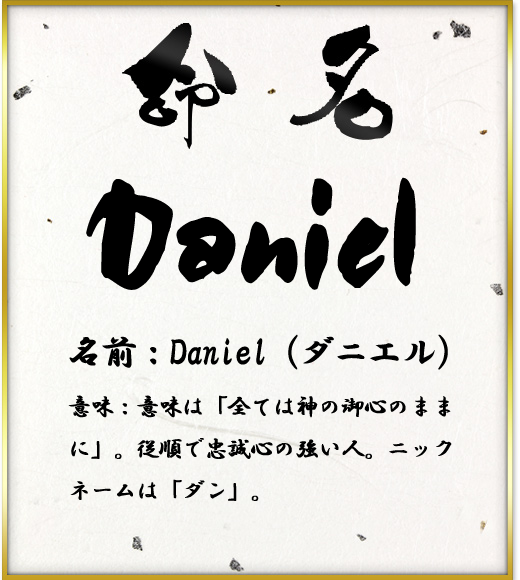 命名
Daniel
名前：Daniel（ダニエル）
意味：意味は「全ては神の御心のまま
に」。従順で忠誠心の強い人。ニック
ネームは「ダン」。